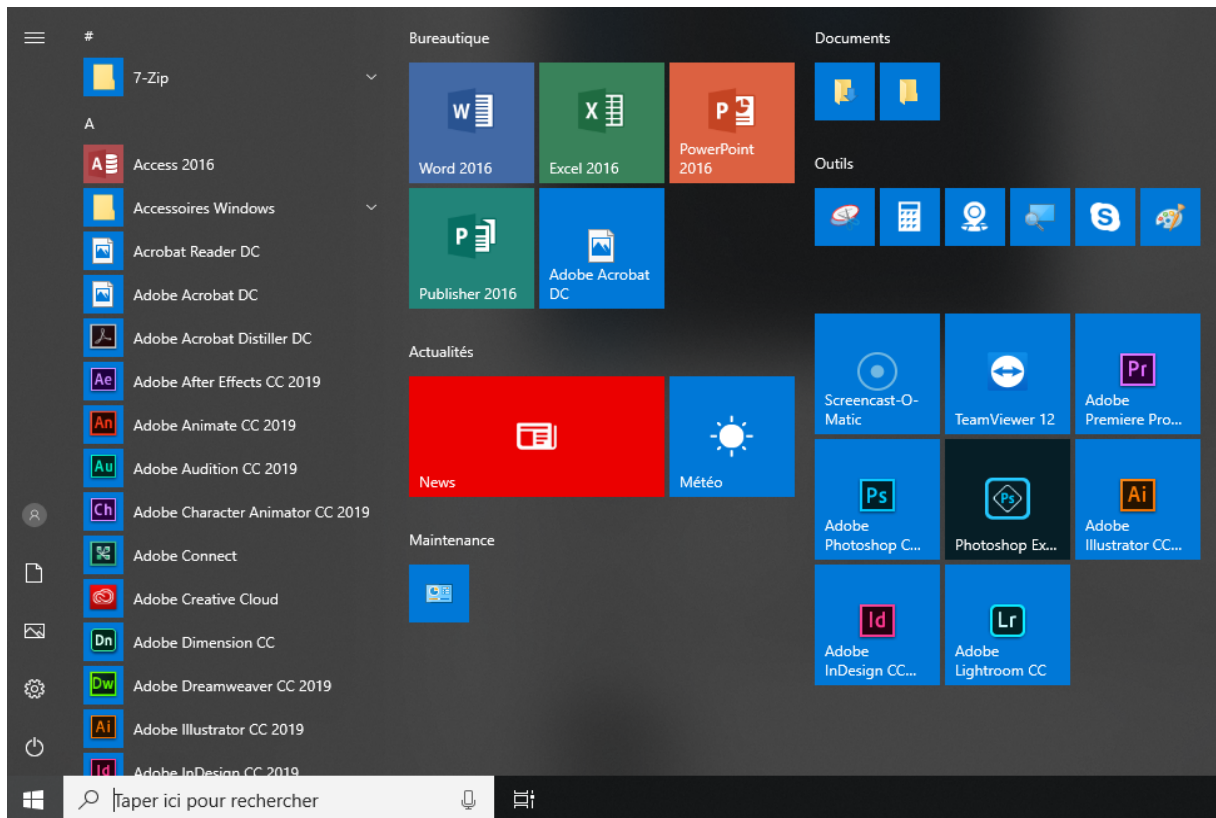 #
7-Zip
A
Access 2016
Accessoires Windows
Acrobat Reader DC
Adobe Acrobat DC
Adobe Acrobat Distiller DC
Adobe After Effects CC 2019
Adobe Animate CC 2019
Adobe Audition CC 2019
Adobe Character Animator CC 2019
Adobe Connect
Adobe Creative Cloud
Adobe Dimension CC
Adobe Dreamweaver CC 2019
Adobe Illustrator CC 2019
Adobe InDesign CC 2019
Taper ici pour rechercher
Bureautique
Word 2016
Excel 2016
PowerPoint
2016
Publisher 2016
Adobe Acrobat
DC
Actualités
News
Météo
Maintenance
Documents
Outils
Screencast-O-
Matic
TeamViewer 12
Adobe
Premiere Pro...
Adobe
Photoshop C...
Photoshop Ex...
Adobe
Illustrator CC...
Adobe
InDesign CC...
Adobe
Lightroom CC